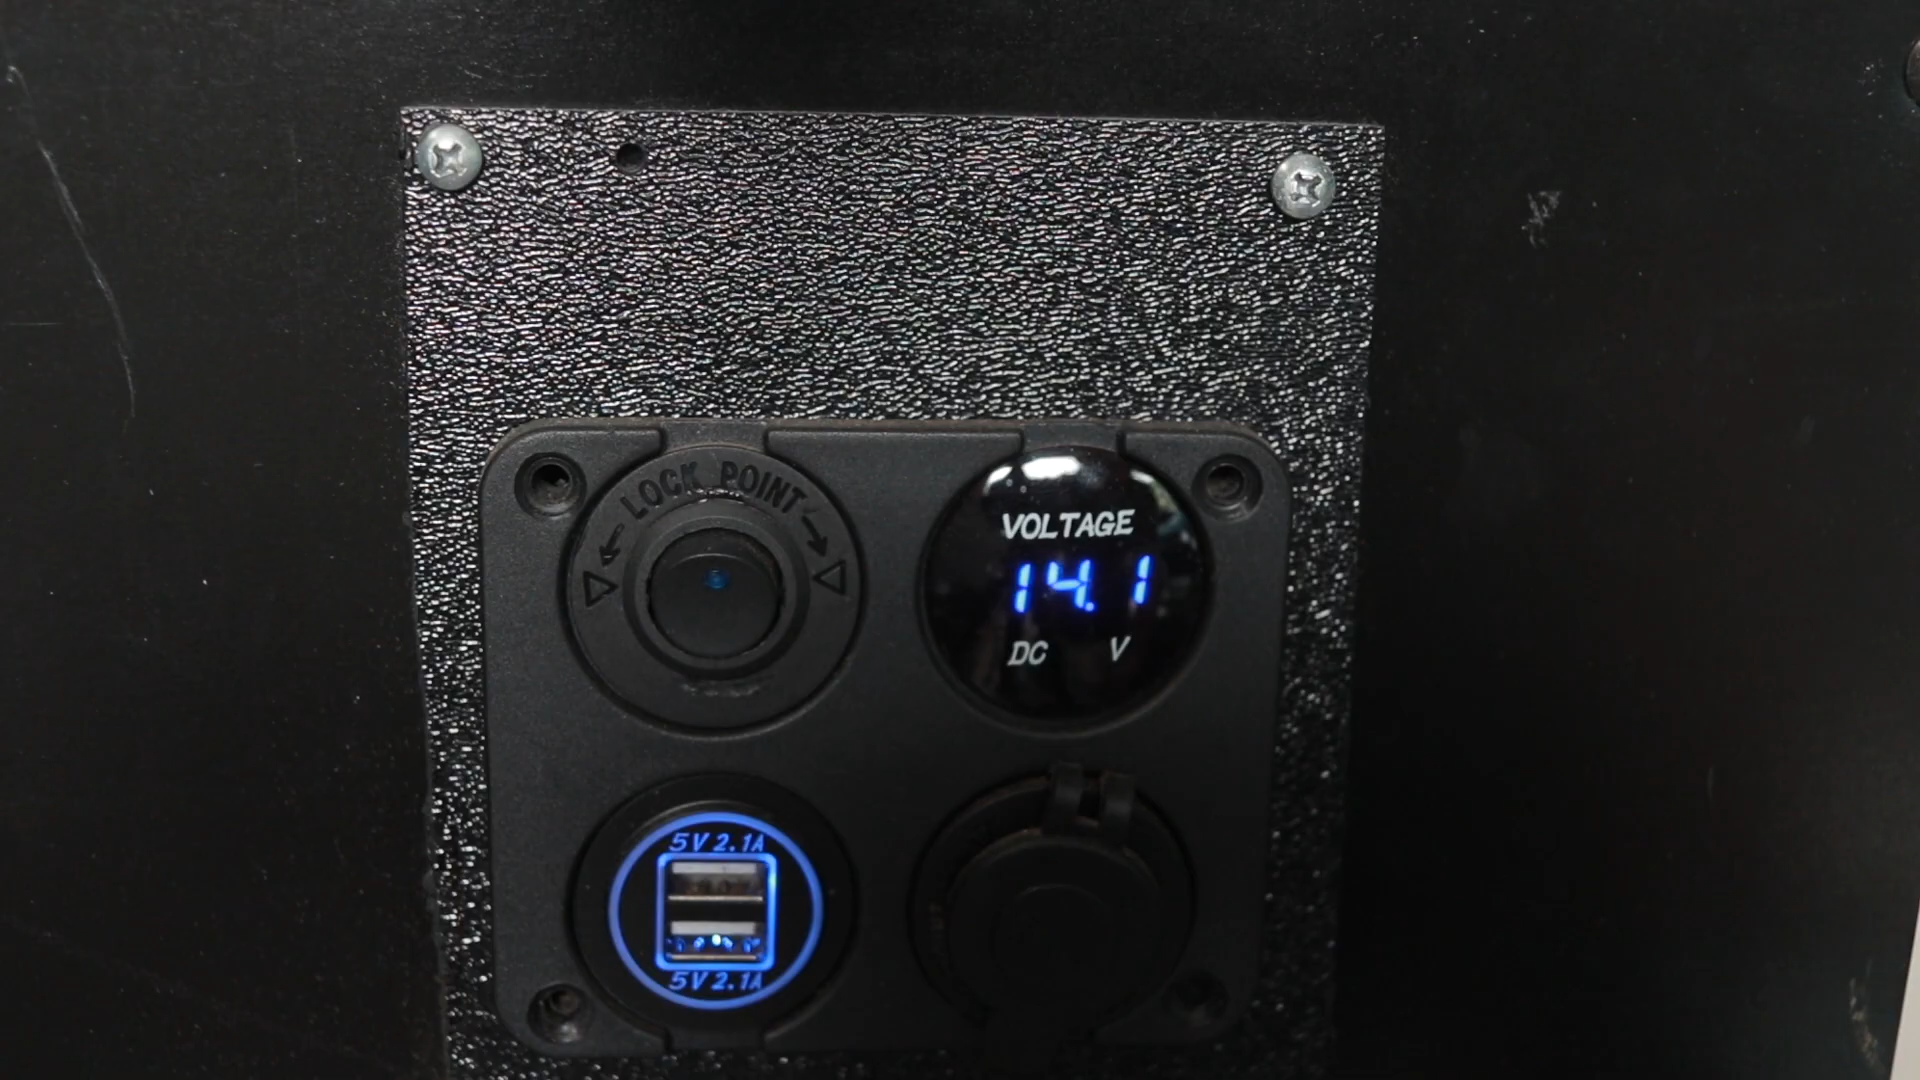 LOCK POINT
VOLTAGE
14.1
DC V
5V 2.1A
5V 2.1A